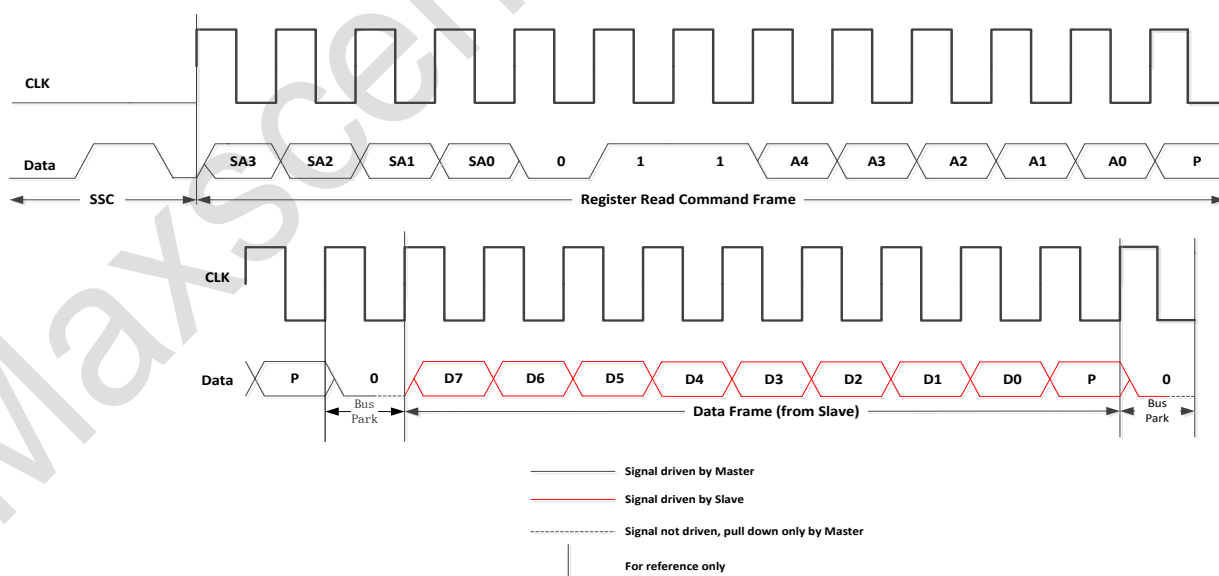 CLK
Data SA3 SA2 SA1 SA0 0 1 1 A4 A3 A2 A1 A0 P
SSC Register Read Command Frame
CLK
Data P 0 D7 D6 D5 D4 D3 D2 D1 D0 P 0
Bus Park Data Frame (from Slave) Bus Park
Signal driven by Master
Signal driven by Slave
Signal not driven, pull down only by Master
For reference only
Maxscen